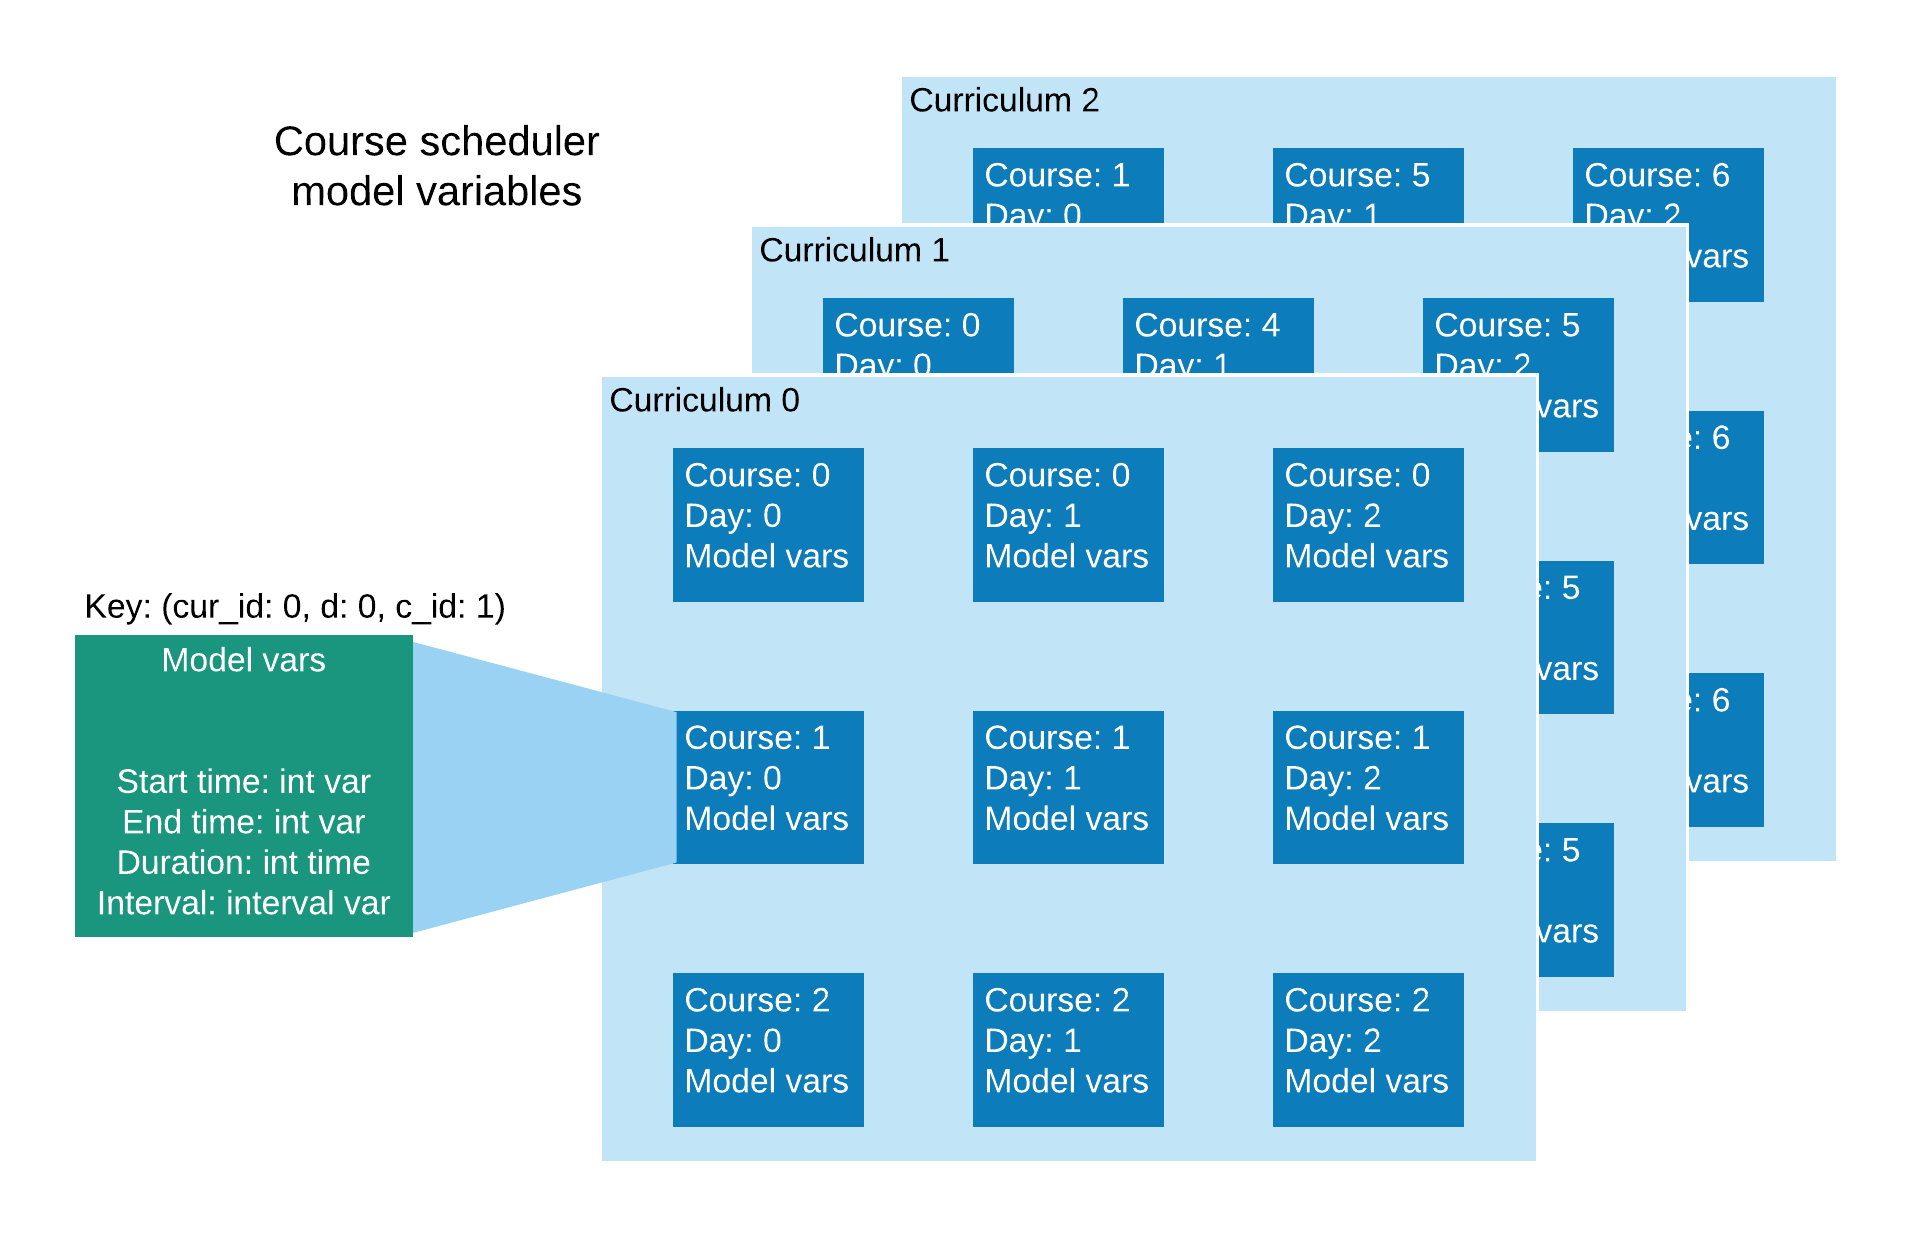 Course scheduler
model variables
Curriculum 2
Course: 1
Day: 0
Course: 5
Day: 1
Course: 6
Day: 2
vars
: 6
vars
: 6
vars
Curriculum 1
Course: 0
Day: 0
Course: 4
Day: 1
Course: 5
Day: 2
vars
: 5
vars
: 5
vars
Curriculum 0
Course: 0
Day: 0
Model vars
Course: 0
Day: 1
Model vars
Course: 0
Day: 2
Model vars
Course: 1
Day: 0
Model vars
Course: 1
Day: 1
Model vars
Course: 1
Day: 2
Model vars
Course: 2
Day: 0
Model vars
Course: 2
Day: 1
Model vars
Course: 2
Day: 2
Model vars
Key: (cur_id: 0, d: 0, c_id: 1)
Model vars
Start time: int var
End time: int var
Duration: int time
Interval: interval var